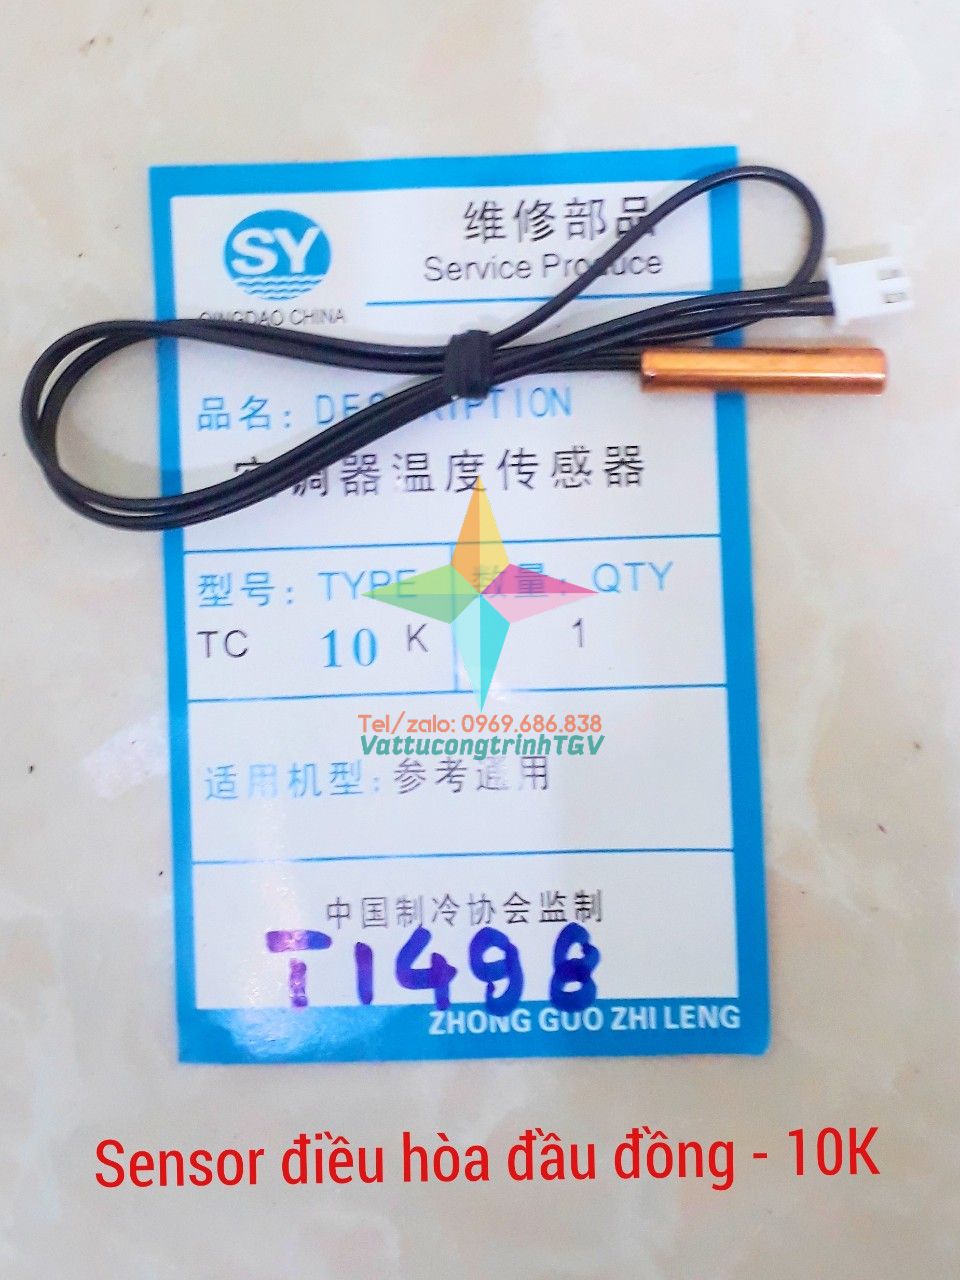 SY
维修部品
Service Produce
QINGDAO CHINA
品名: DESCRIPTION
空调器温度传感器
型号: TYPE
数量: QTY
TC 10 K
1
Tel/zalo: 0969.686.838
VattucongtrinhTGV
适用机型: 参考通用
中国制冷协会监制
T1498
ZHONG GUO ZHI LENG
Sensor điều hòa đầu đồng - 10K